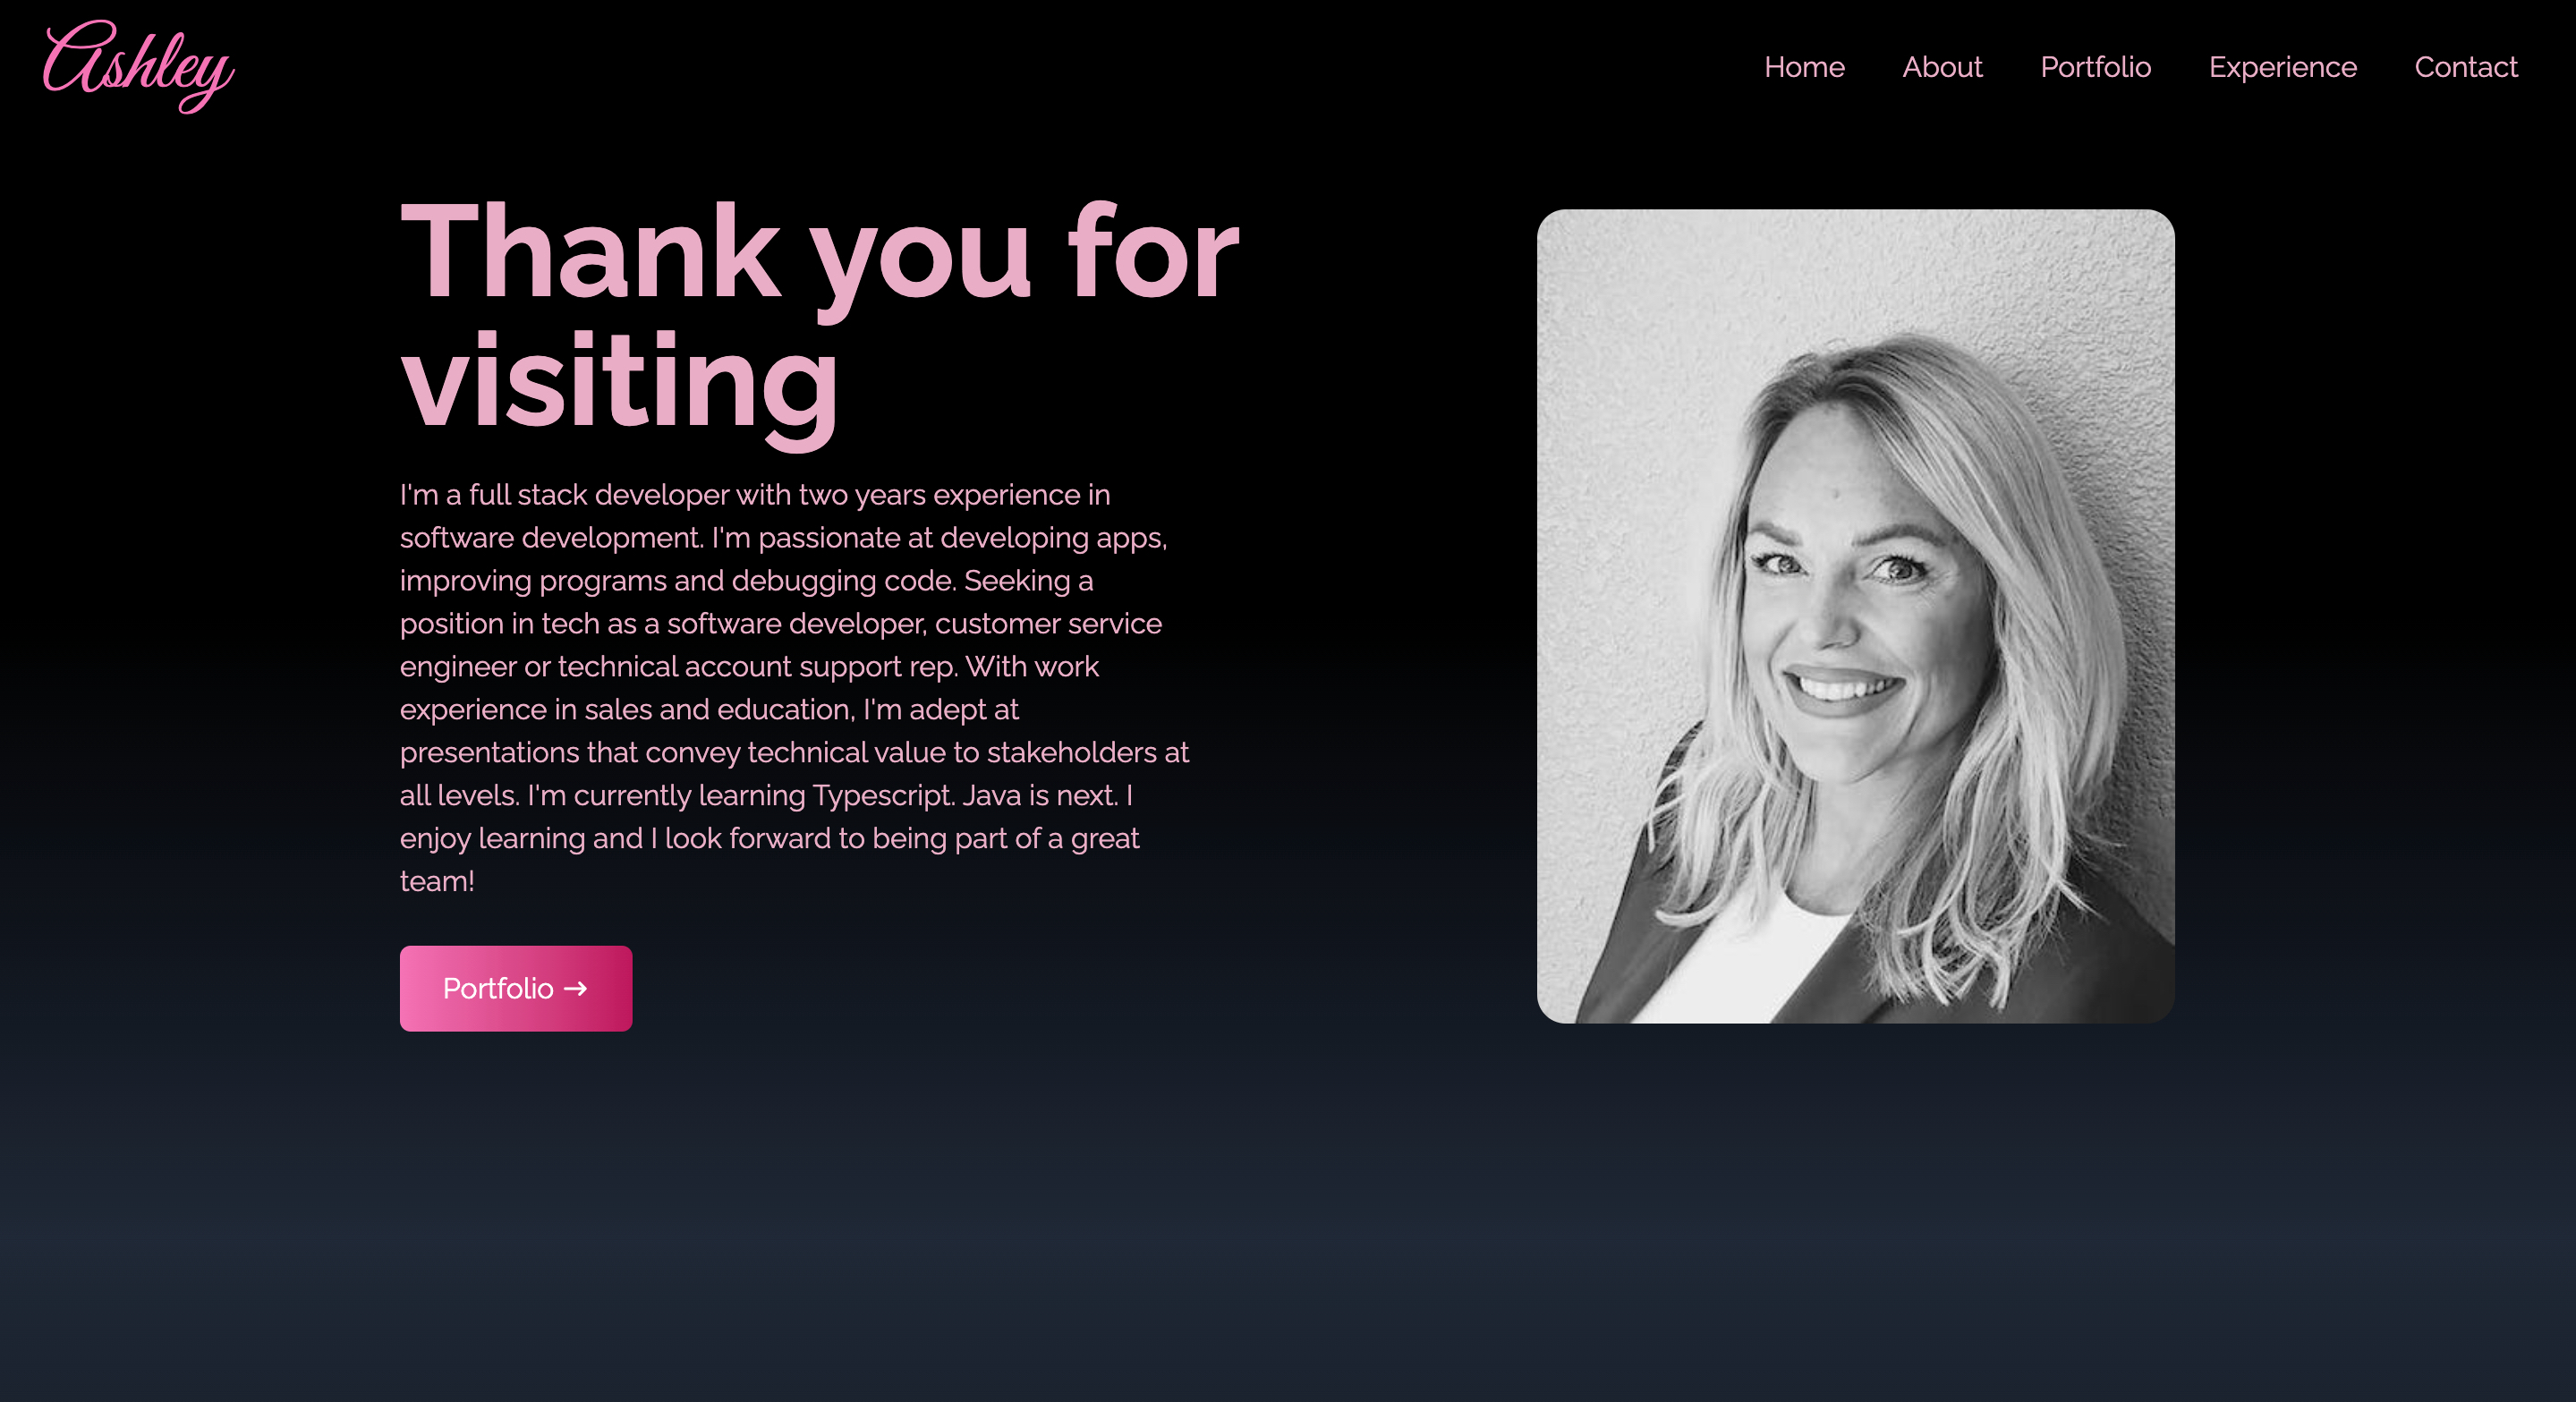 Ashley
Home About Portfolio Experience Contact
Thank you for
visiting
I'm a full stack developer with two years experience in
software development. I'm passionate at developing apps,
improving programs and debugging code. Seeking a
position in tech as a software developer, customer service
engineer or technical account support rep. With work
experience in sales and education, I'm adept at
presentations that convey technical value to stakeholders at
all levels. I'm currently learning Typescript. Java is next. I
enjoy learning and I look forward to being part of a great
team!
Portfolio →